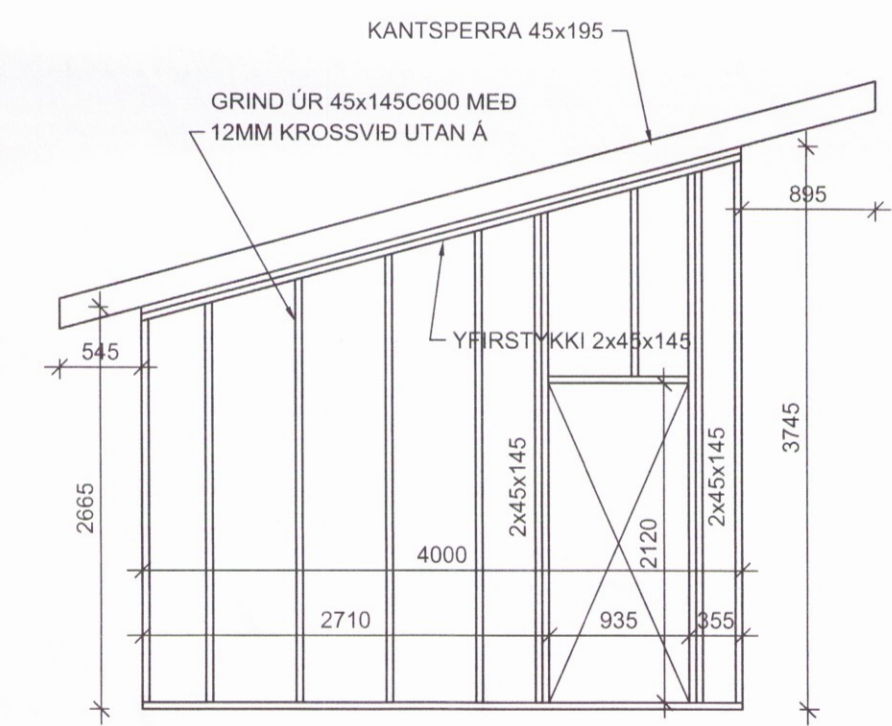 KANTSPERRA 45x195
GRIND ÚR 45x145C600 MEÐ
12MM KROSSVIÐ UTAN Á
895
545
YFIRSTYKKI 2x45x145
2665
2x45x145
2120
2x45x145
3745
4000
2710
935
355